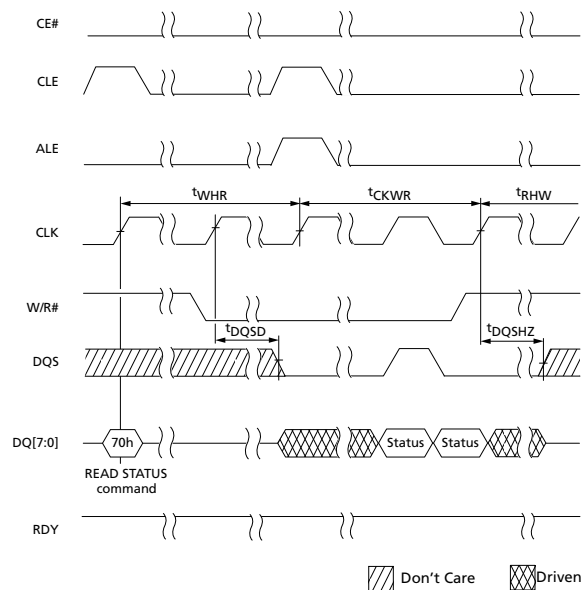 CE#
CLE
ALE
tWHR tCKWR tRHW
CLK
W/R#
tDQSD tDQSHZ
DQS
DQ[7:0] 70h Status Status
READ STATUS
command
RDY
Don't Care Driven